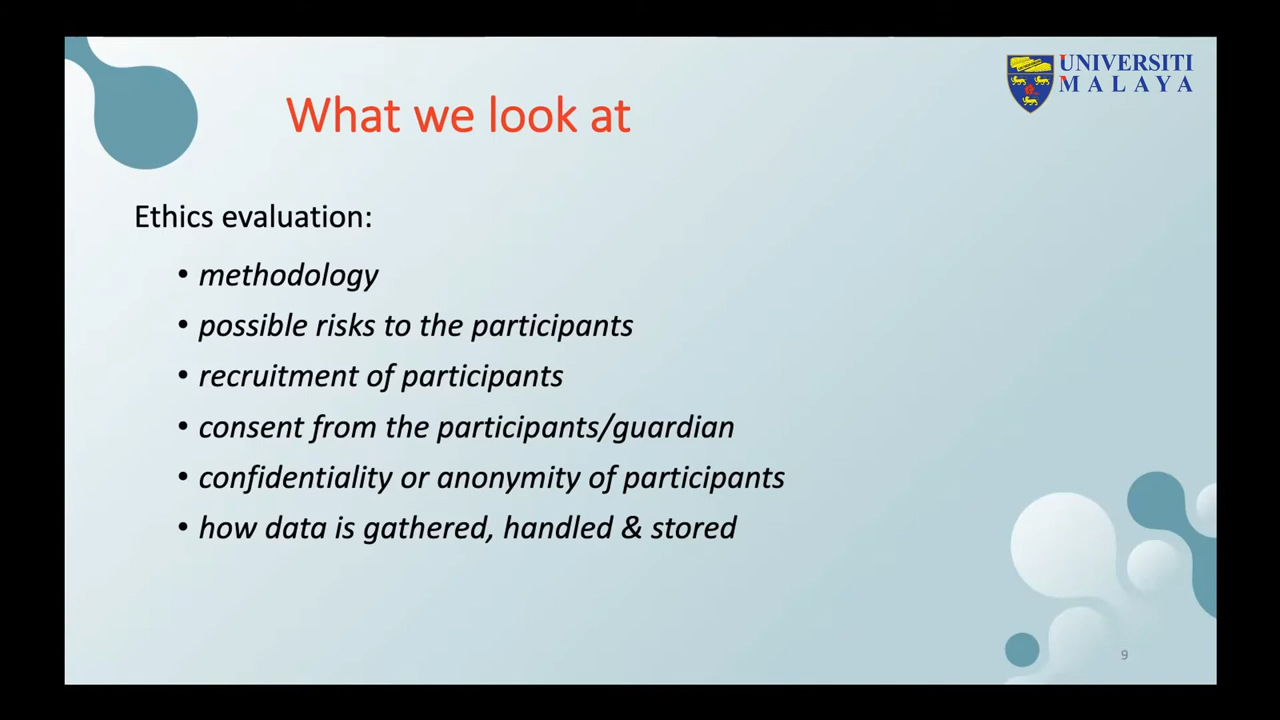 UNIVERSITI
MALAYA
What we look at
Ethics evaluation:
• methodology
• possible risks to the participants
• recruitment of participants
• consent from the participants/guardian
• confidentiality or anonymity of participants
• how data is gathered, handled & stored
9